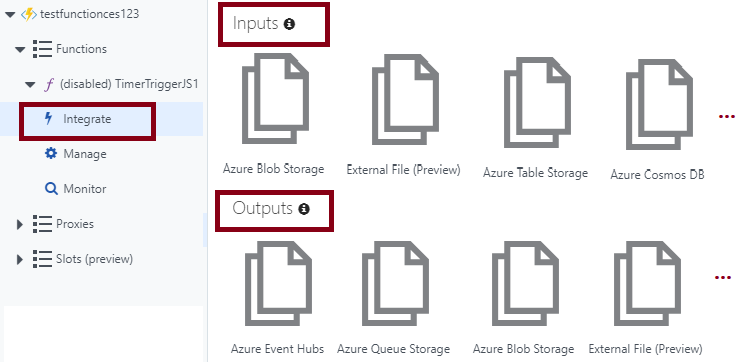 testfunctionces123
Functions
(disabled) TimerTriggerJS1
Integrate
Manage
Monitor
Proxies
Slots (preview)
Inputs
Azure Blob Storage
External File (Preview)
Azure Table Storage
Azure Cosmos DB
...
Outputs
Azure Event Hubs
Azure Queue Storage
Azure Blob Storage
External File (Preview)
...